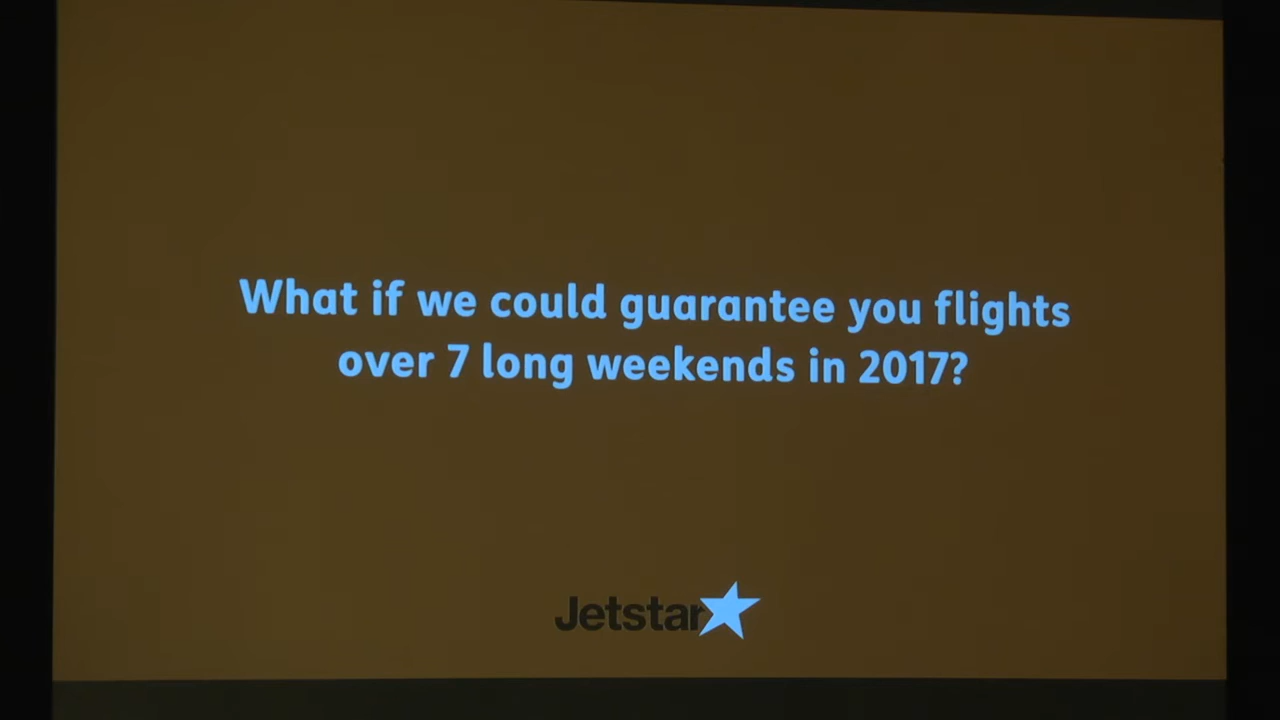 What if we could guarantee you flights
over 7 long weekends in 2017?
Jetstar